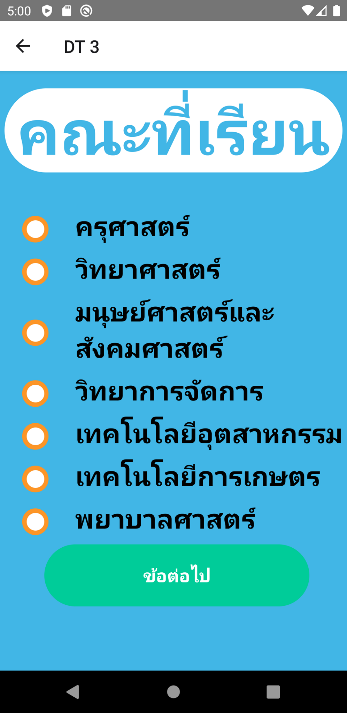 5:00
DT 3
คณะที่เรียน
ครุศาสตร์
วิทยาศาสตร์
มนุษย์ศาสตร์และ
สังคมศาสตร์
วิทยาการจัดการ
เทคโนโลยีอุตสาหกรรม
เทคโนโลยีการเกษตร
พยาบาลศาสตร์
ข้อต่อไป